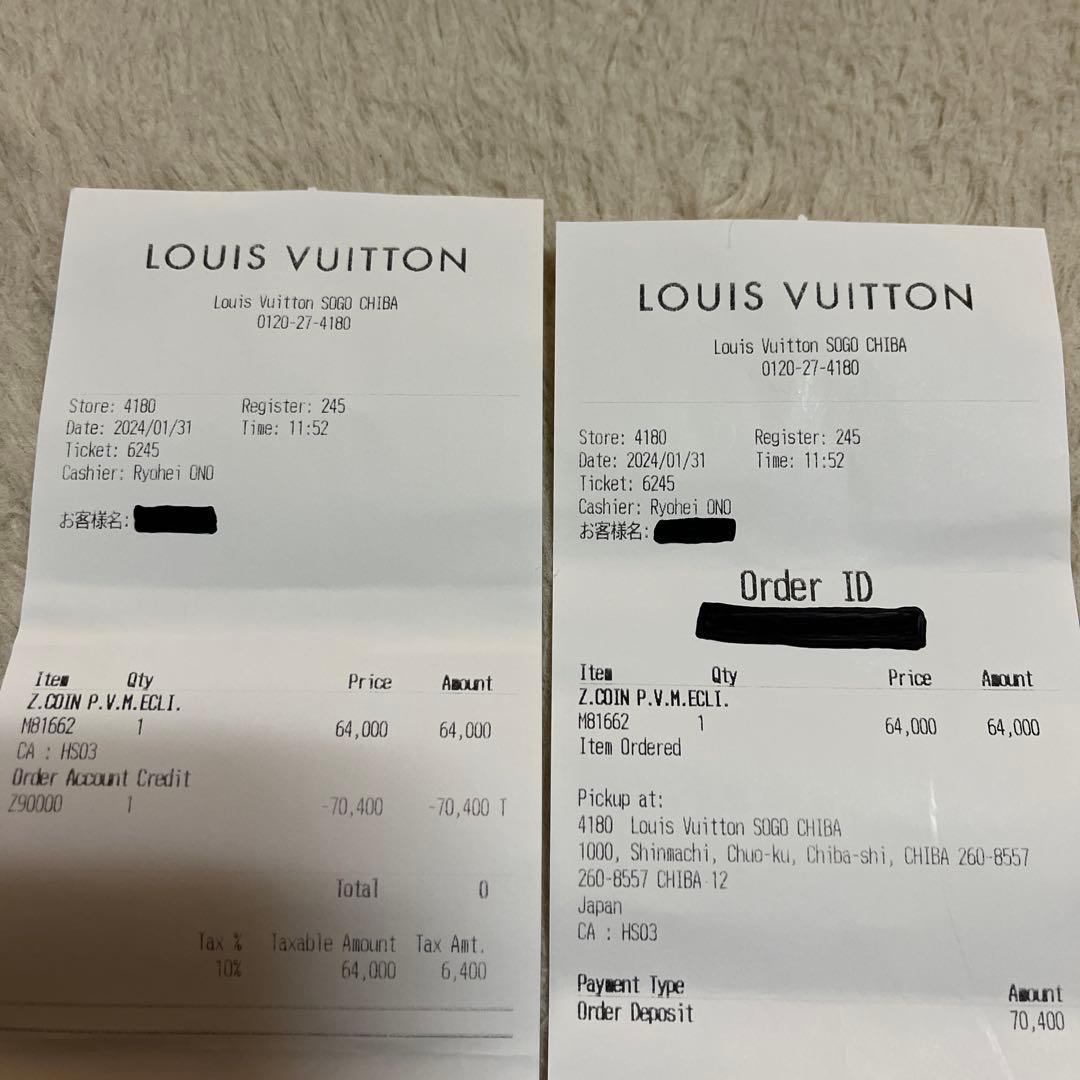 LOUIS VUITTON
Louis Vuitton SOGO CHIBA
0120-27-4180
Store: 4180 Register: 245
Date: 2024/01/31 Time: 11:52
Ticket: 6245
Cashier: Ryohei ONO
お客様名:
Item Qty Price Amount
Z.COIN P.V.M.ECLI.
M81662 1 64,000 64,000
CA : HS03
Order Account Credit
Z90000 1 -70,400 -70,400 T
Total 0
Tax % Taxable Amount Tax Amt.
10% 64,000 6,400
LOUIS VUITTON
Louis Vuitton SOGO CHIBA
0120-27-4180
Store: 4180 Register: 245
Date: 2024/01/31 Time: 11:52
Ticket: 6245
Cashier: Ryohei ONO
お客様名:
Order ID
Item Qty Price Amount
Z.COIN P.V.M.ECLI.
M81662 1 64,000 64,000
Item Ordered
Pickup at:
4180 Louis Vuitton SOGO CHIBA
1000, Shinmachi, Chuo-ku, Chiba-shi, CHIBA 260-8557
260-8557 CHIBA 12
Japan
CA : HS03
Payment Type Amount
Order Deposit 70,400